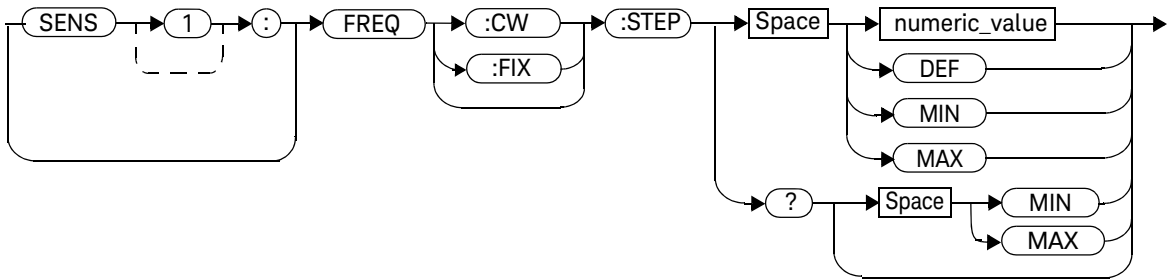 SENS 1 : FREQ :CW :STEP Space numeric_value
:FIX DEF
MIN
MAX
? Space MIN
MAX